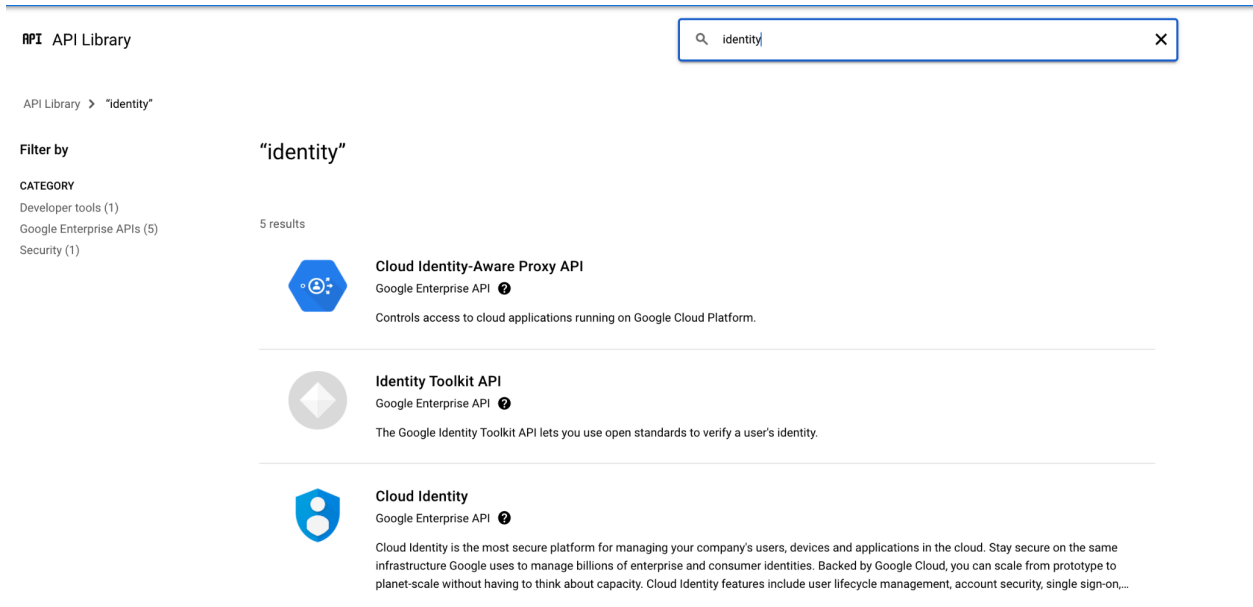 API API Library
identity
API Library > "identity"
Filter by
"identity"
CATEGORY
Developer tools (1)
Google Enterprise APIs (5)
Security (1)
5 results
Cloud Identity-Aware Proxy API
Google Enterprise API ?
Controls access to cloud applications running on Google Cloud Platform.
Identity Toolkit API
Google Enterprise API ?
The Google Identity Toolkit API lets you use open standards to verify a user's identity.
Cloud Identity
Google Enterprise API ?
Cloud Identity is the most secure platform for managing your company's users, devices and applications in the cloud. Stay secure on the same
infrastructure Google uses to manage billions of enterprise and consumer identities. Backed by Google Cloud, you can scale from prototype to
planet-scale without having to think about capacity. Cloud Identity features include user lifecycle management, account security, single sign-on,…